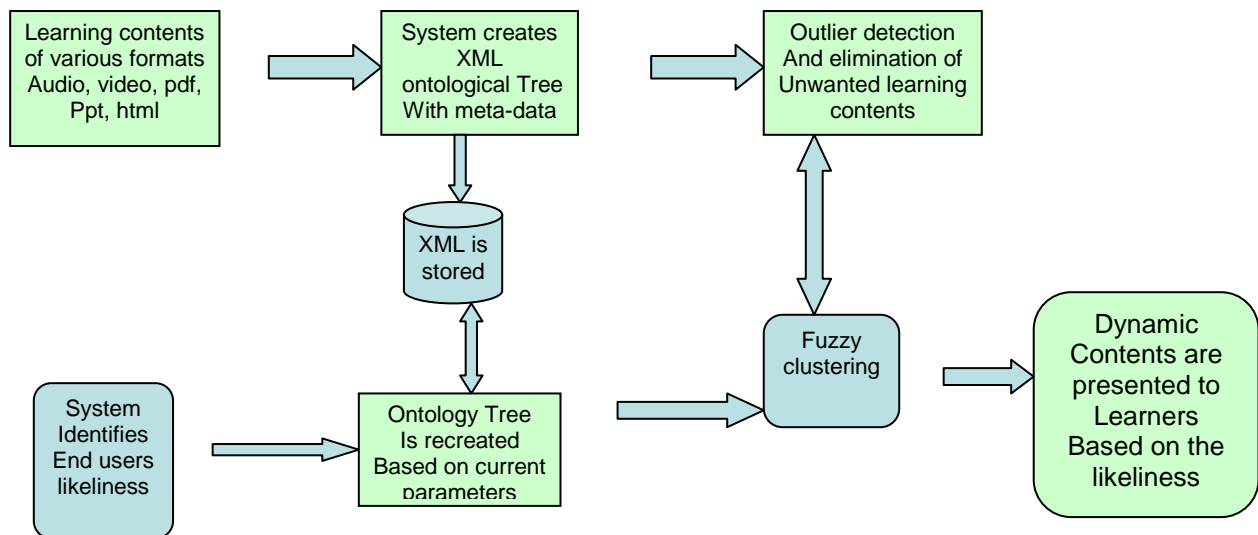 Learning contents
of various formats
Audio, video, pdf,
Ppt, html
System creates
XML
ontological Tree
With meta-data
Outlier detection
And elimination of
Unwanted learning
contents
XML is
stored
Fuzzy
clustering
Dynamic
Contents are
presented to
Learners
Based on the
likeliness
System
Identifies
End users
likeliness
Ontology Tree
Is recreated
Based on current
parameters